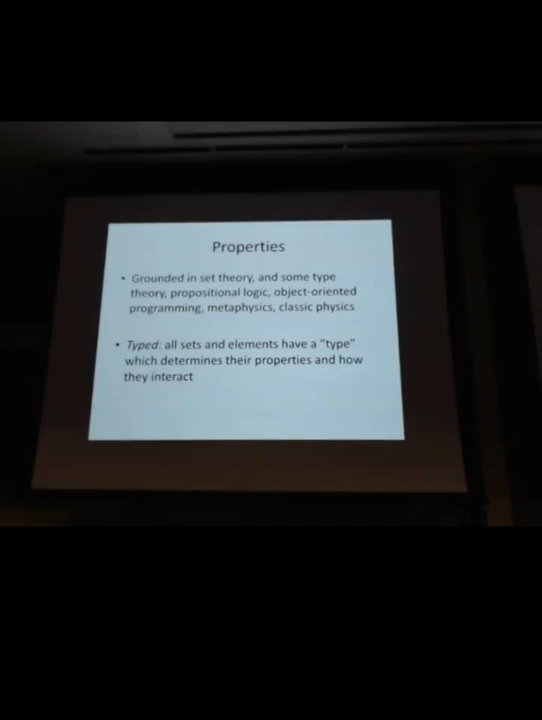 Properties
• Grounded in set theory, and some type
theory, propositional logic, object-oriented
programming, metaphysics, classic physics
• Typed: all sets and elements have a "type"
which determines their properties and how
they interact